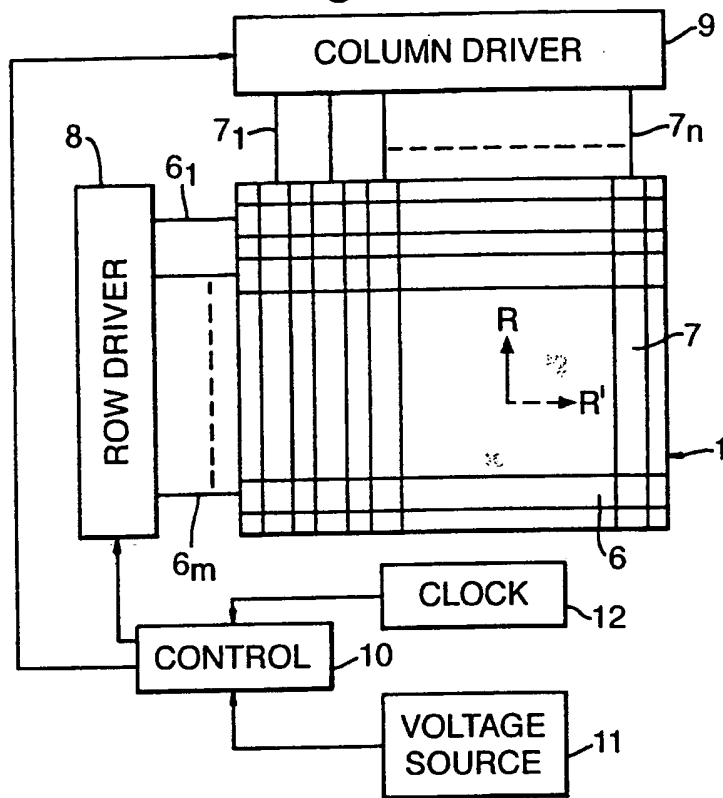 COLUMN DRIVER
9
7₁
7ₙ
8
6₁
ROW DRIVER
R
R'
7
1
6ₘ
6
CLOCK
12
CONTROL
10
VOLTAGE
SOURCE
11